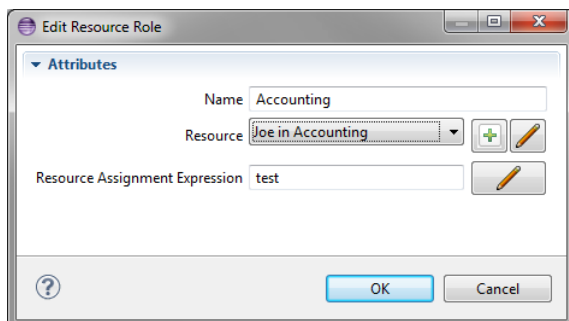 Edit Resource Role
Attributes
Name Accounting
Resource Joe in Accounting
Resource Assignment Expression test
OK Cancel